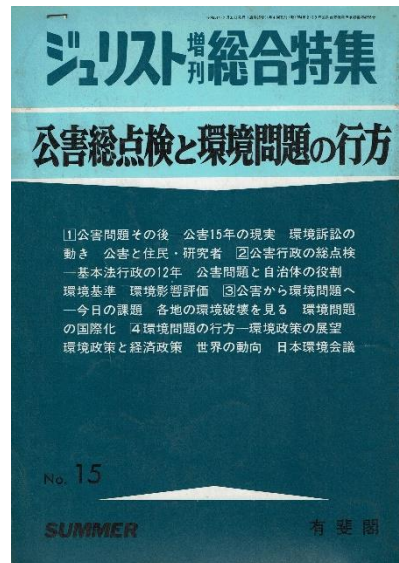 ジュリスト増刊総合特集
公害総点検と環境問題の行方
1公害問題その後 公害15年の現実 環境訴訟の
動き 公害と住民・研究者 2公害行政の総点検
―基本法行政の12年 公害問題と自治体の役割
環境基準 環境影響評価 3公害から環境問題へ
―今日の課題 各地の環境破壊を見る 環境問題
の国際化 4環境問題の行方―環境政策の展望
環境政策と経済政策 世界の動向 日本環境会議
No. 15
SUMMER 有斐閣